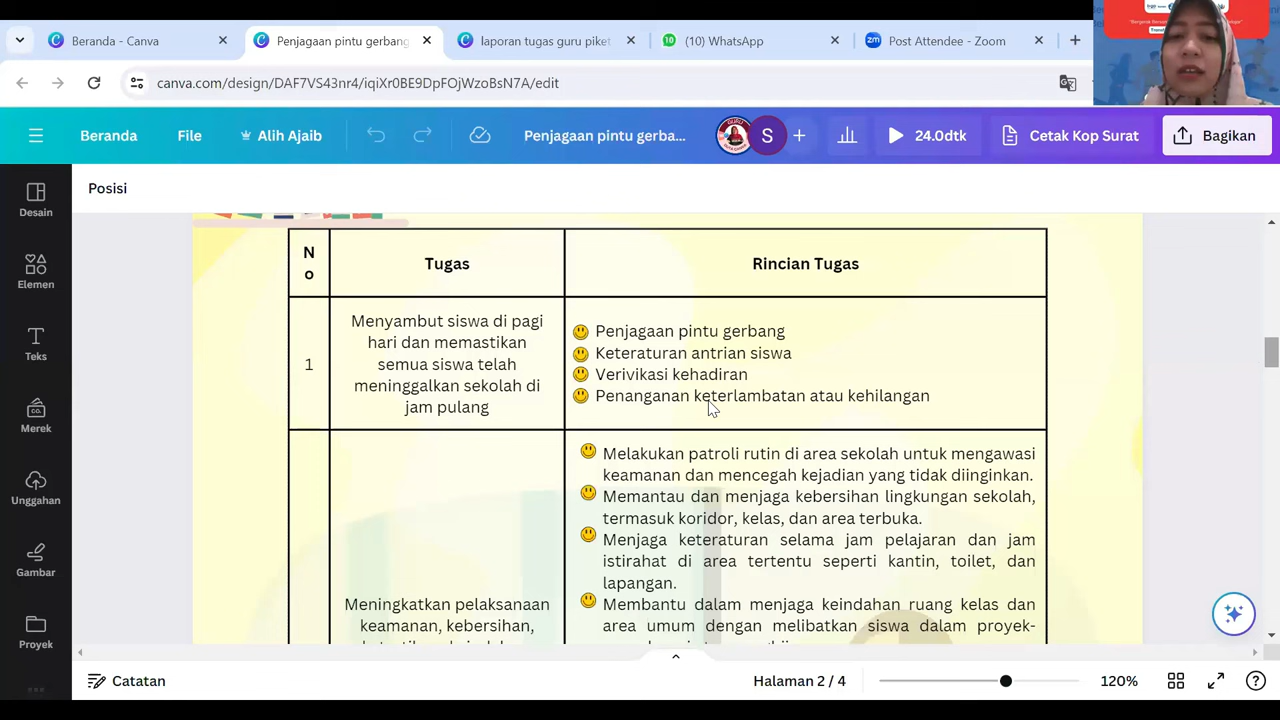 Beranda - Canva
Penjagaan pintu gerbang
laporan tugas guru piket
(10) WhatsApp
Post Attendee - Zoom
canva.com/design/DAF7VS43nr4/iqiXr0BE9DpFOjWzoBsN7A/edit
Beranda
File
Alih Ajaib
Penjagaan pintu gerba...
S
24.0dtk
Cetak Kop Surat
Bagikan
Posisi
Desain
Elemen
Teks
Merek
Unggahan
Gambar
Proyek
N
o
Tugas
Rincian Tugas
1
Menyambut siswa di pagi
hari dan memastikan
semua siswa telah
meninggalkan sekolah di
jam pulang
Penjagaan pintu gerbang
Keteraturan antrian siswa
Verivikasi kehadiran
Penanganan keterlambatan atau kehilangan
Meningkatkan pelaksanaan
keamanan, kebersihan,
Melakukan patroli rutin di area sekolah untuk mengawasi
keamanan dan mencegah kejadian yang tidak diinginkan.
Memantau dan menjaga kebersihan lingkungan sekolah,
termasuk koridor, kelas, dan area terbuka.
Menjaga keteraturan selama jam pelajaran dan jam
istirahat di area tertentu seperti kantin, toilet, dan
lapangan.
Membantu dalam menjaga keindahan ruang kelas dan
area umum dengan melibatkan siswa dalam proyek-
Catatan
Halaman 2 / 4
120%